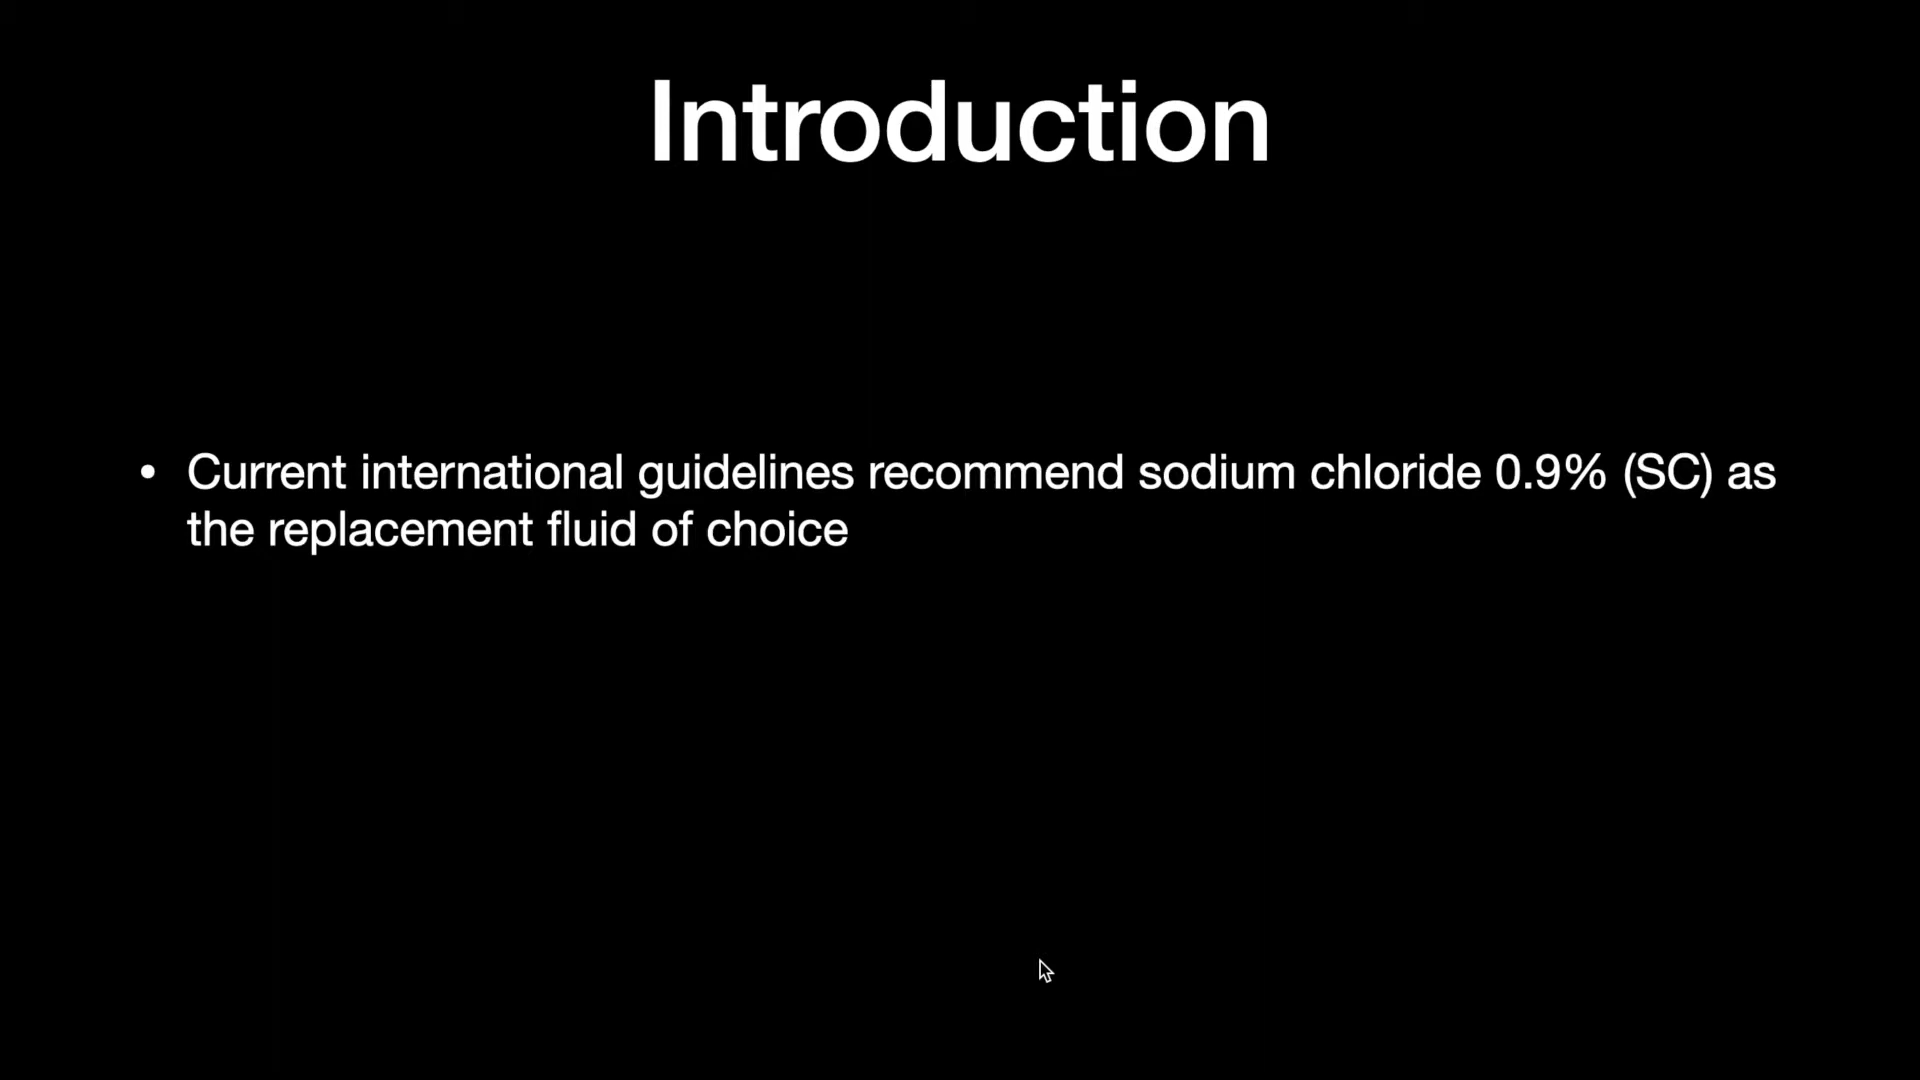 Introduction
• Current international guidelines recommend sodium chloride 0.9% (SC) as
the replacement fluid of choice